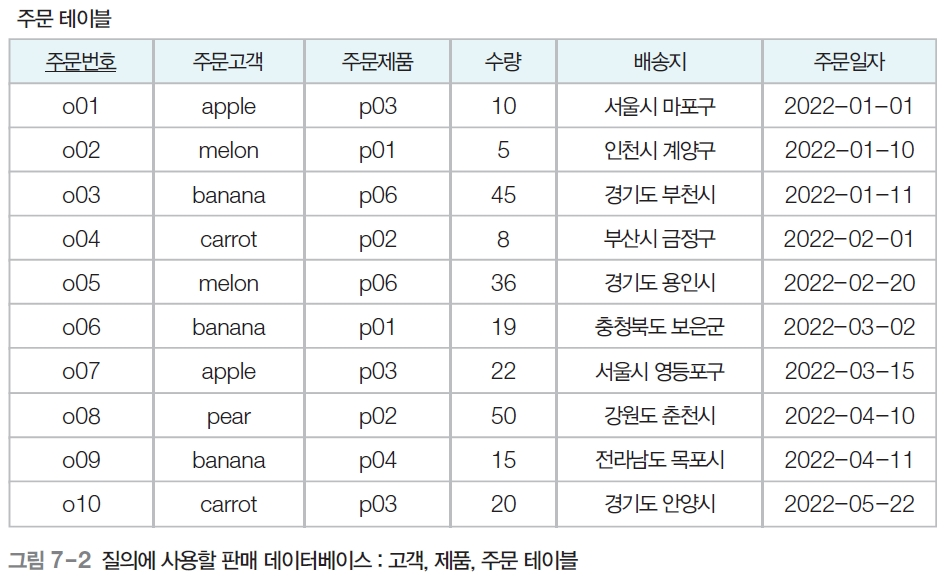 주문 테이블
주문번호 주문고객 주문제품 수량 배송지 주문일자
o01 apple p03 10 서울시 마포구 2022-01-01
o02 melon p01 5 인천시 계양구 2022-01-10
o03 banana p06 45 경기도 부천시 2022-01-11
o04 carrot p02 8 부산시 금정구 2022-02-01
o05 melon p06 36 경기도 용인시 2022-02-20
o06 banana p01 19 충청북도 보은군 2022-03-02
o07 apple p03 22 서울시 영등포구 2022-03-15
o08 pear p02 50 강원도 춘천시 2022-04-10
o09 banana p04 15 전라남도 목포시 2022-04-11
o10 carrot p03 20 경기도 안양시 2022-05-22
그림 7-2 질의에 사용할 판매 데이터베이스 : 고객, 제품, 주문 테이블